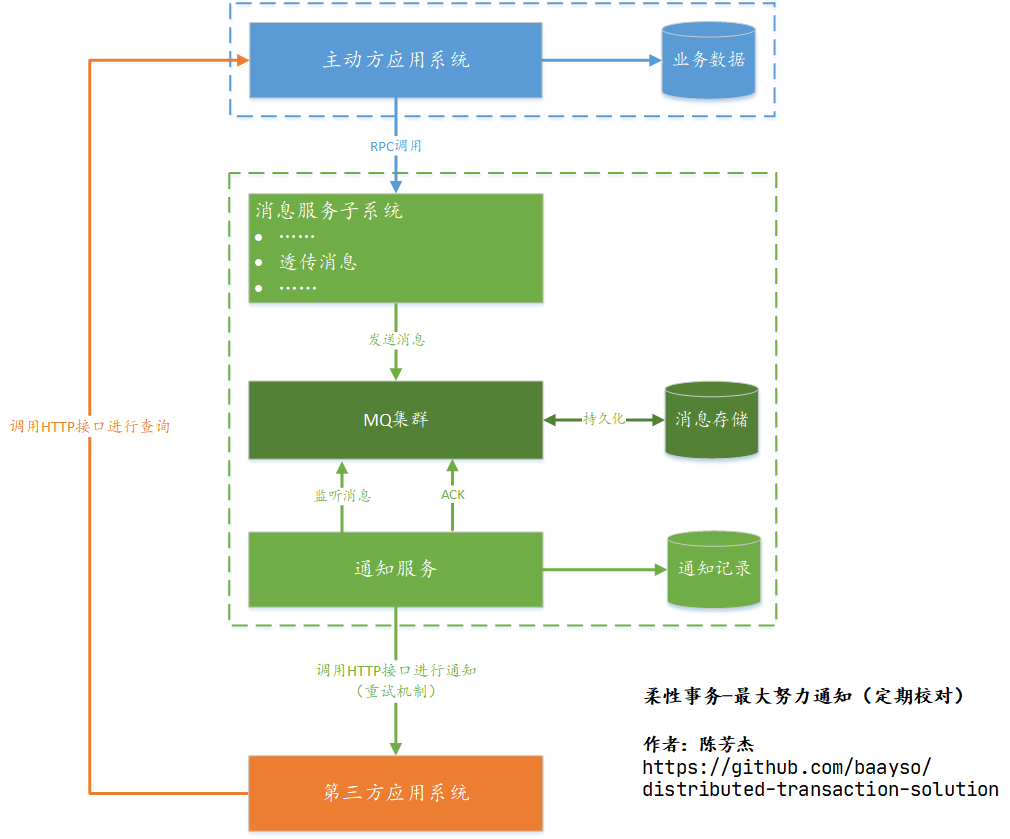 主动方应用系统
业务数据
RPC调用
消息服务子系统
● ……
● 透传消息
● ……
发送消息
调用HTTP接口进行查询
MQ集群
持久化
消息存储
监听消息
ACK
通知服务
通知记录
调用HTTP接口进行通知
（重试机制）
柔性事务-最大努力通知（定期校对）
作者：陈芳杰
https://github.com/baayso/
distributed-transaction-solution
第三方应用系统